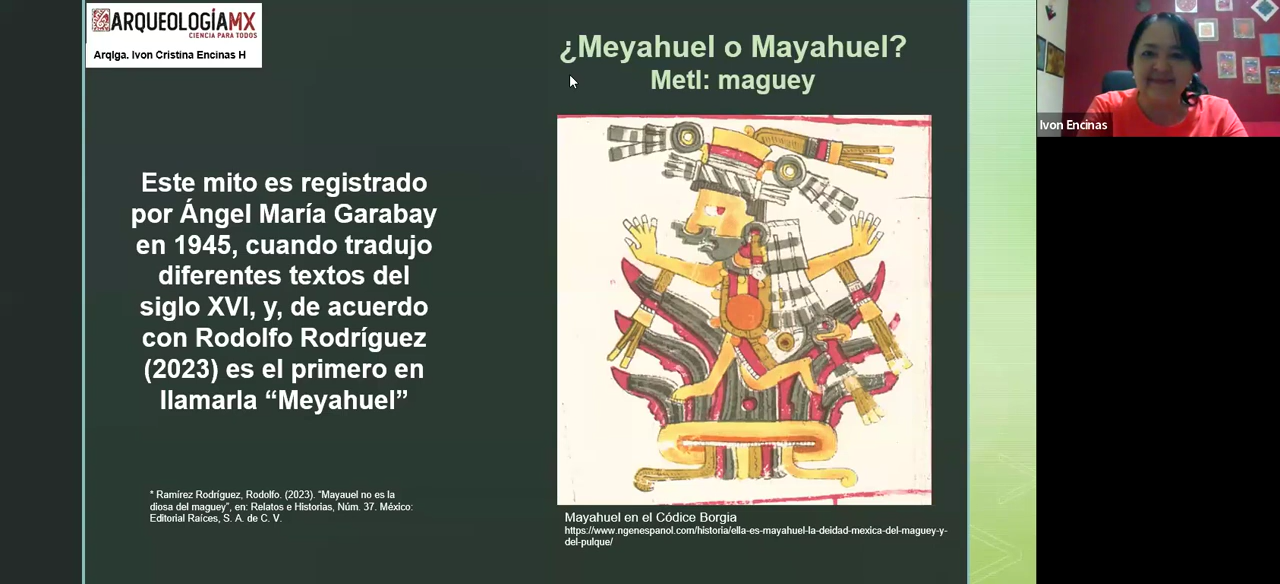 ARQUEOLOGÍAMX
CIENCIA PARA TODOS
Arqlga. Ivon Cristina Encinas H
¿Meyahuel o Mayahuel?
Metl: maguey
Este mito es registrado
por Ángel María Garabay
en 1945, cuando tradujo
diferentes textos del
siglo XVI, y, de acuerdo
con Rodolfo Rodríguez
(2023) es el primero en
llamarla “Meyahuel”
* Ramírez Rodríguez, Rodolfo. (2023). “Mayauel no es la
diosa del maguey”, en: Relatos e Historias, Núm. 37. México:
Editorial Raíces, S. A. de C. V.
Mayahuel en el Códice Borgia
https://www.ngenespanol.com/historia/ella-es-mayahuel-la-deidad-mexica-del-maguey-y-
del-pulque/
Ivon Encinas